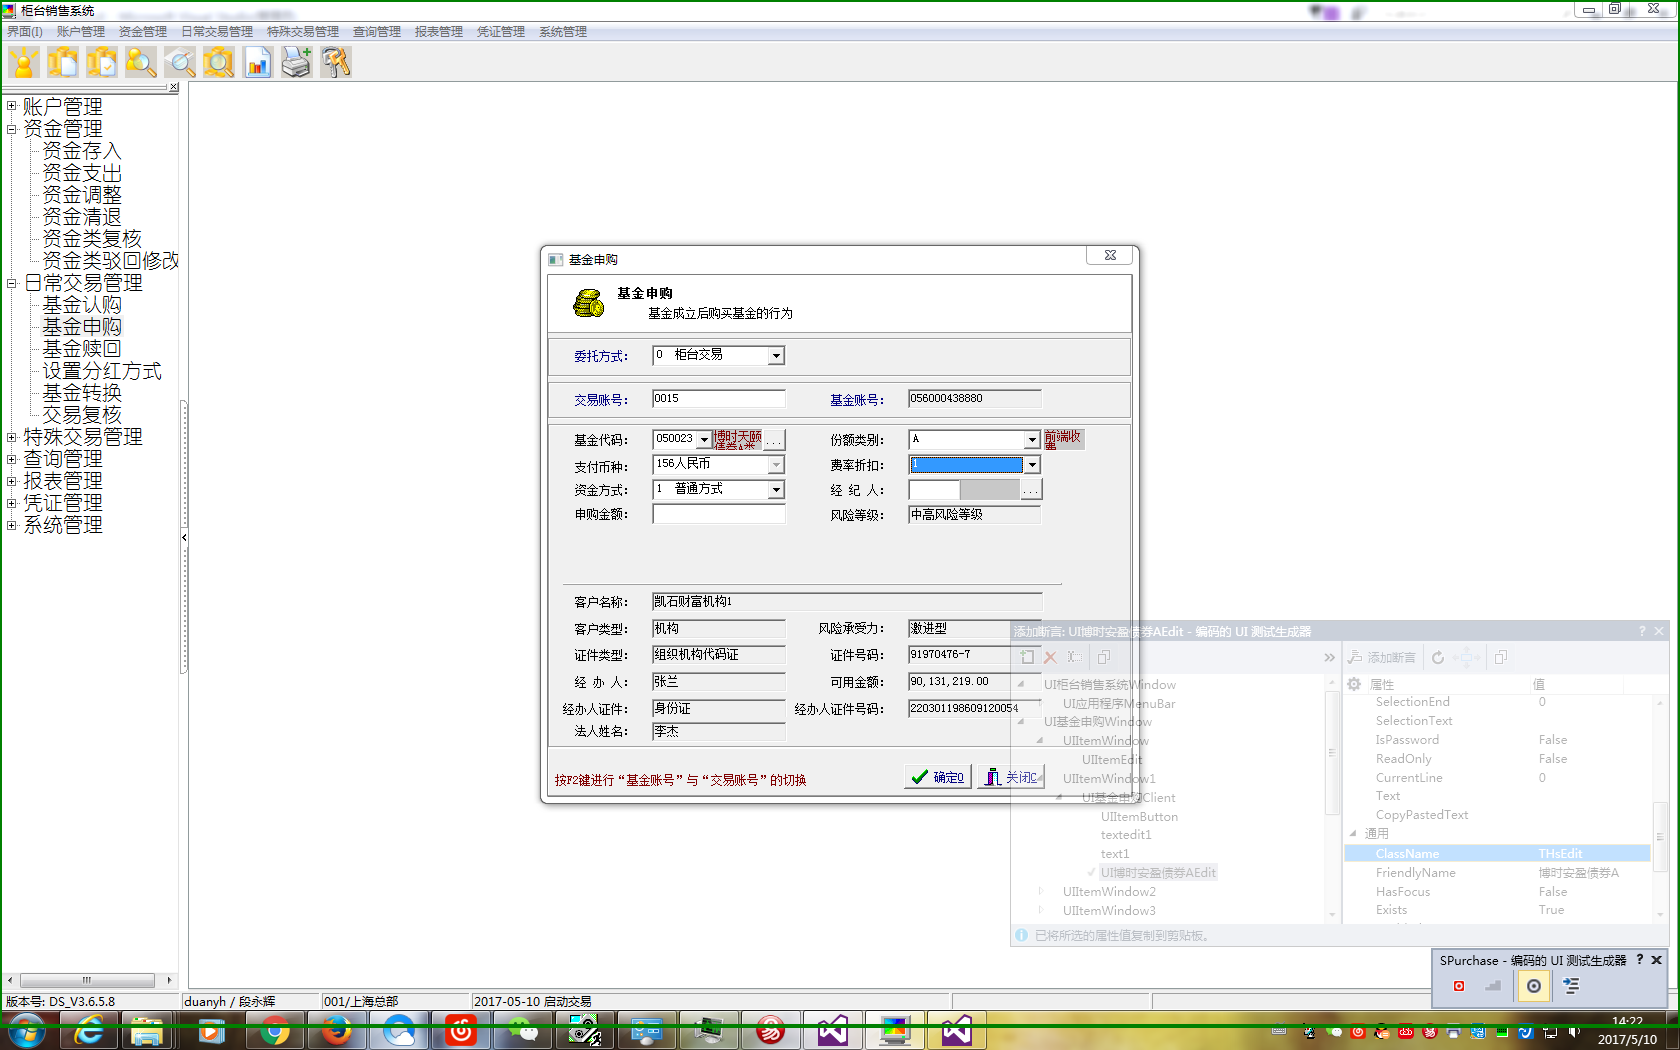 柜台销售系统
界面(I) 账户管理 资金管理 日常交易管理 特殊交易管理 查询管理 报表管理 凭证管理 系统管理
账户管理
资金管理
资金存入
资金支出
资金调整
资金清退
资金类复核
资金类驳回修改
日常交易管理
基金认购
基金申购
基金赎回
设置分红方式
基金转换
交易复核
特殊交易管理
查询管理
报表管理
凭证管理
系统管理
基金申购
基金申购
基金成立后购买基金的行为
委托方式： 0 柜台交易
交易账号： 0015 基金账号： 056000438880
基金代码： 050023 博时天颐 ... 份额类别： A 前端收费
支付币种： 156人民币 费率折扣： 1
资金方式： 1 普通方式 经 纪 人： ...
申购金额： 风险等级： 中高风险等级
客户名称： 凯石财富机构1
客户类型： 机构 风险承受力： 激进型
证件类型： 组织机构代码证 证件号码： 91970476-7
经 办 人： 张兰 可用金额： 90,131,219.00
经办人证件： 身份证 经办人证件号码： 220301198609120054
法人姓名： 李杰
按F2键进行“基金账号”与“交易账号”的切换 确定O 关闭C
添加断言: UI博时安盈债券AEdit - 编码的 UI 测试生成器
添加断言
UI柜台销售系统Window
UI应用程序MenuBar
UI基金申购Window
UIItemWindow
UIItemEdit
UIItemWindow1
UI基金申购Client
UIItemButton
textedit1
text1
UI博时安盈债券AEdit
UIItemWindow2
UIItemWindow3
属性 值
SelectionEnd 0
SelectionText
IsPassword False
ReadOnly False
CurrentLine 0
Text
CopyPastedText
通用
ClassName THsEdit
FriendlyName 博时安盈债券A
HasFocus False
Exists True
已将所选的属性值复制到剪贴板。
SPurchase - 编码的 UI 测试生成器
版本号: DS_V3.6.5.8 duanyh / 段永辉 001/上海总部 2017-05-10 启动交易
14:22
2017/5/10